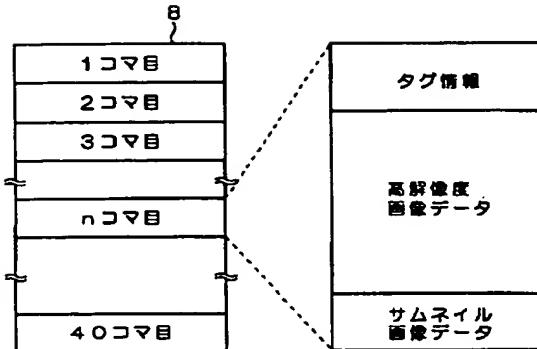 8
1コマ目
2コマ目
3コマ目
nコマ目
40コマ目
タグ情報
高解像度
画像データ
サムネイル
画像データ